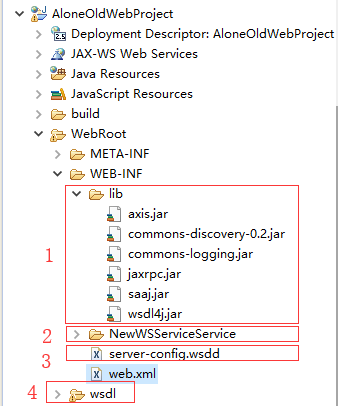 AloneOldWebProject
Deployment Descriptor: AloneOldWebProject
JAX-WS Web Services
Java Resources
JavaScript Resources
build
WebRoot
META-INF
WEB-INF
lib
axis.jar
commons-discovery-0.2.jar
1 commons-logging.jar
jaxrpc.jar
saaj.jar
wsdl4j.jar
2 NewWSServiceService
3 server-config.wsdd
web.xml
4 wsdl